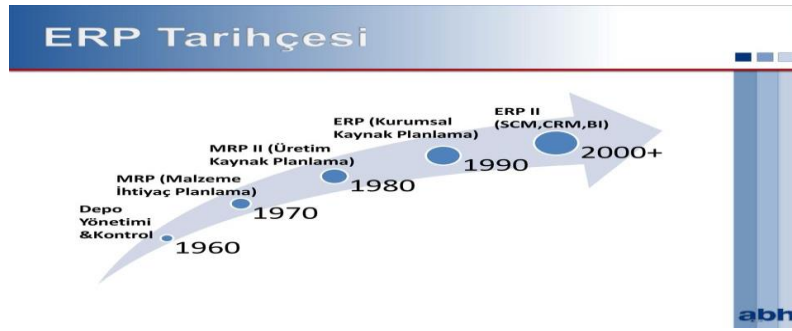 ERP Tarihçesi
Depo
Yönetimi
&Kontrol
1960
MRP (Malzeme
İhtiyaç Planlama)
1970
MRP II (Üretim
Kaynak Planlama)
1980
ERP (Kurumsal
Kaynak Planlama)
1990
ERP II
(SCM,CRM,BI)
2000+
abh